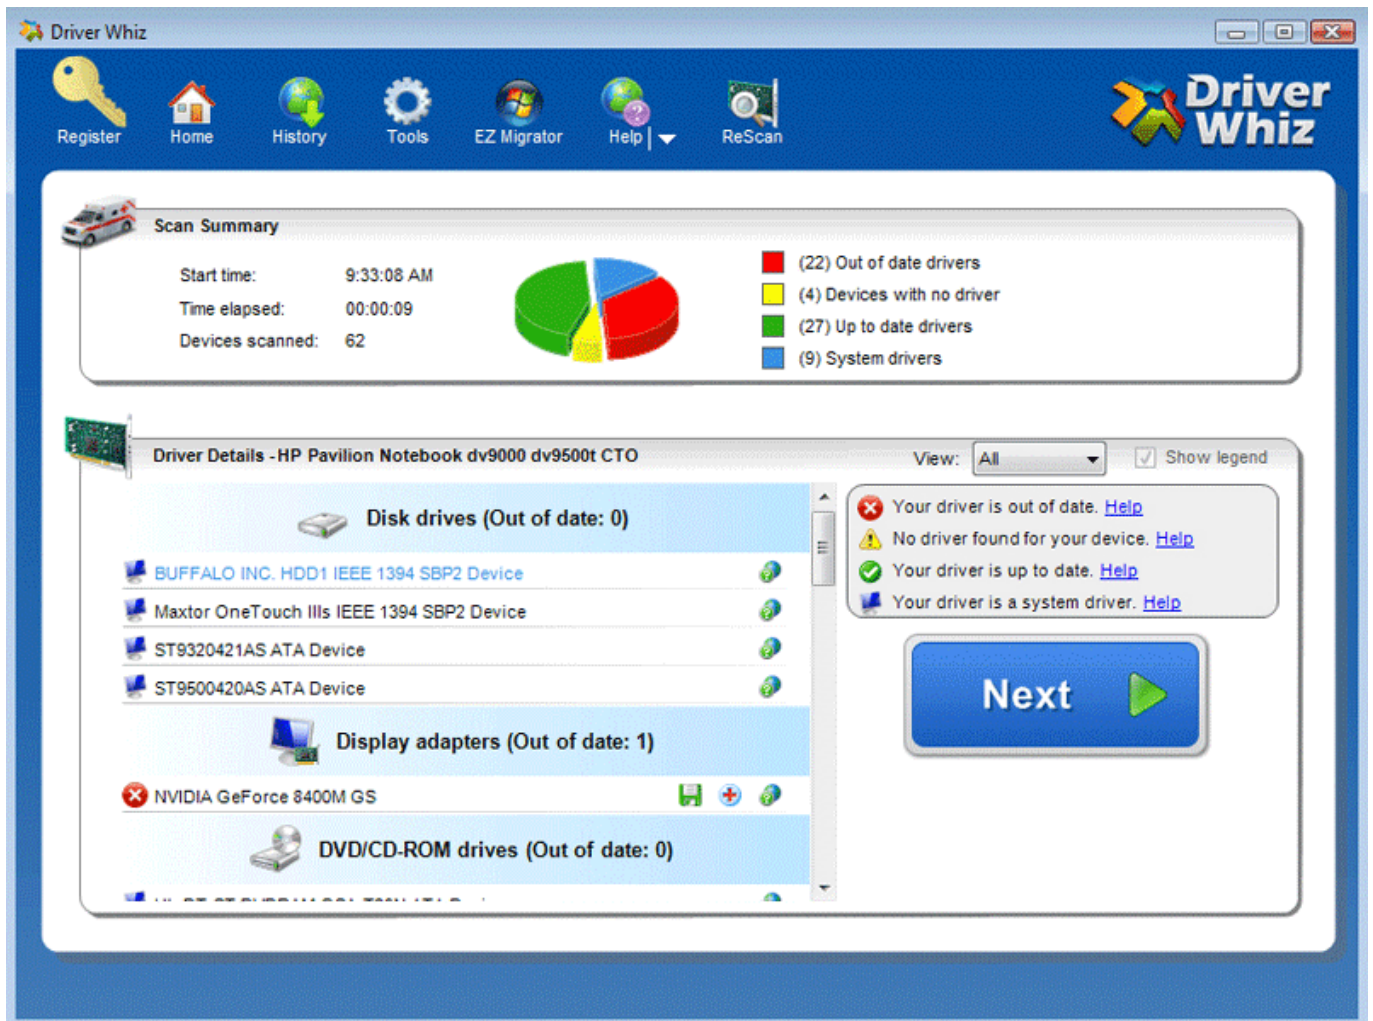 Driver Whiz
Register
Home
History
Tools
EZ Migrator
Help
ReScan
Driver
Whiz
Scan Summary
Start time: 9:33:08 AM
Time elapsed: 00:00:09
Devices scanned: 62
(22) Out of date drivers
(4) Devices with no driver
(27) Up to date drivers
(9) System drivers
Driver Details - HP Pavilion Notebook dv9000 dv9500t CTO
View: All
Show legend
Disk drives (Out of date: 0)
BUFFALO INC. HDD1 IEEE 1394 SBP2 Device
Maxtor OneTouch IIIs IEEE 1394 SBP2 Device
ST9320421AS ATA Device
ST9500420AS ATA Device
Display adapters (Out of date: 1)
NVIDIA GeForce 8400M GS
DVD/CD-ROM drives (Out of date: 0)
Your driver is out of date. Help
No driver found for your device. Help
Your driver is up to date. Help
Your driver is a system driver. Help
Next